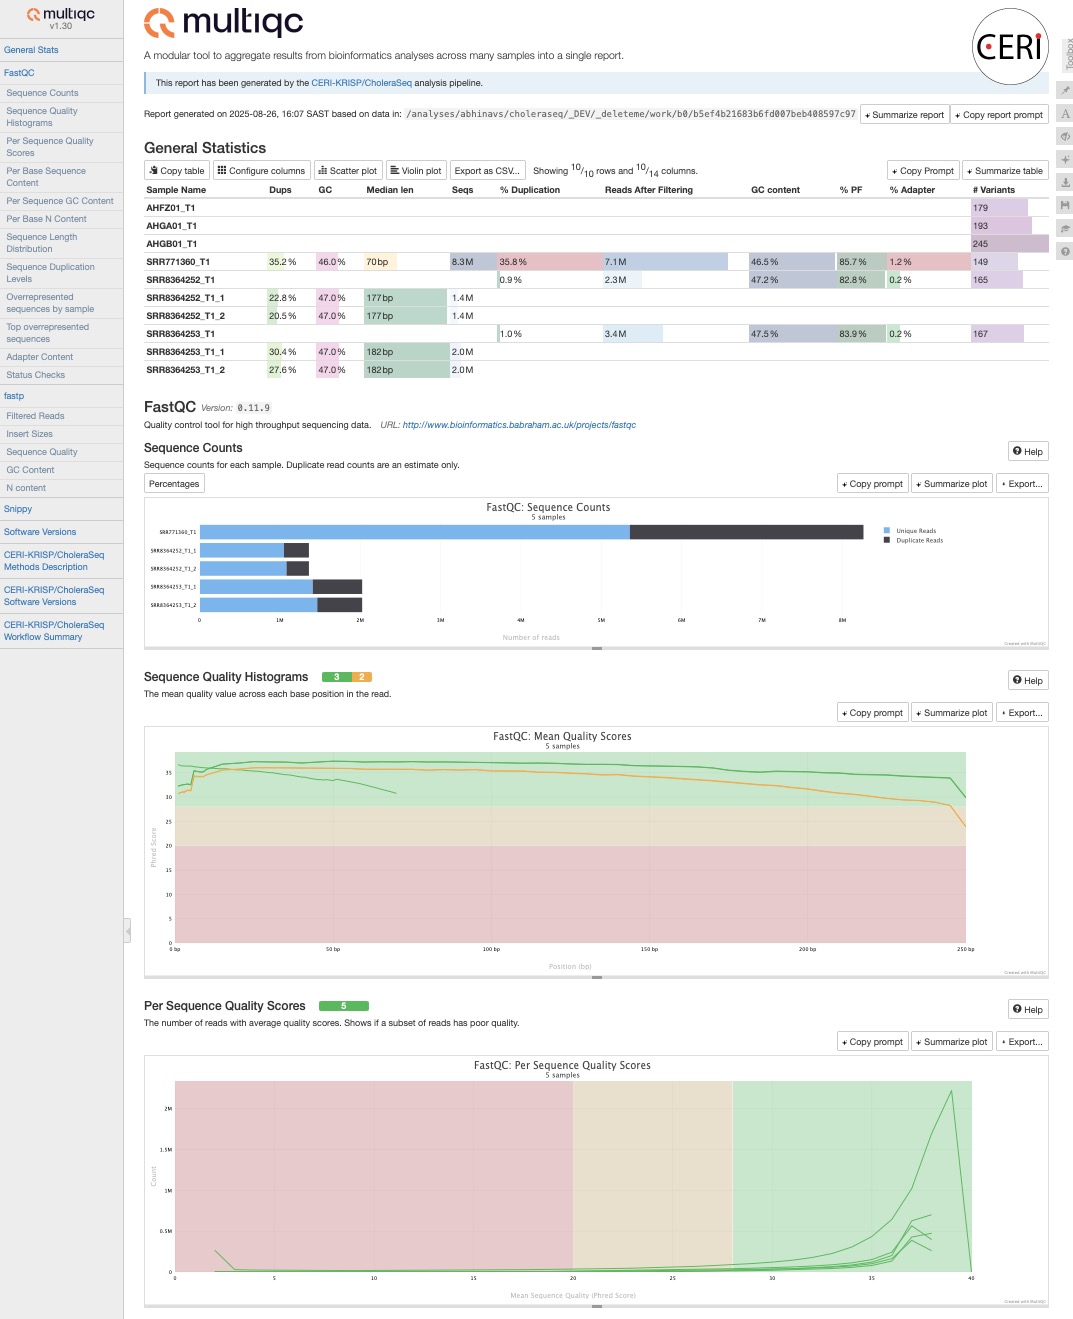 multiqc
v1.30
General Stats
FastQC
Sequence Counts
Sequence Quality
Histograms
Per Sequence Quality
Scores
Per Base Sequence
Content
Per Sequence GC Content
Per Base N Content
Sequence Length
Distribution
Sequence Duplication
Levels
Overrepresented
sequences by sample
Top overrepresented
sequences
Adapter Content
Status Checks
fastp
Filtered Reads
Insert Sizes
Sequence Quality
GC Content
N content
Snippy
Software Versions
CERI-KRISP/CholeraSeq
Methods Description
CERI-KRISP/CholeraSeq
Software Versions
CERI-KRISP/CholeraSeq
Workflow Summary
multiqc
CERI
Toolbox
A modular tool to aggregate results from bioinformatics analyses across many samples into a single report.
This report has been generated by the CERI-KRISP/CholeraSeq analysis pipeline.
Report generated on 2025-08-26, 16:07 SAST based on data in: /analyses/abhinavs/choleraseq/_DEV/_deleteme/work/b0/b5ef4b21683b6fd007beb408597c97 Summarize report Copy report prompt
General Statistics
Copy table Configure columns Scatter plot Violin plot Export as CSV... Showing 10/10 rows and 10/14 columns. Copy Prompt Summarize table
Sample Name Dups GC Median len Seqs % Duplication Reads After Filtering GC content % PF % Adapter # Variants
AHFZ01_T1 179
AHGA01_T1 193
AHGB01_T1 245
SRR771360_T1 35.2% 46.0% 70bp 8.3M 35.8% 7.1M 46.5% 85.7% 1.2% 149
SRR8364252_T1 0.9% 2.3M 47.2% 82.8% 0.2% 165
SRR8364252_T1_1 22.8% 47.0% 177bp 1.4M
SRR8364252_T1_2 20.5% 47.0% 177bp 1.4M
SRR8364253_T1 1.0% 3.4M 47.5% 83.9% 0.2% 167
SRR8364253_T1_1 30.4% 47.0% 182bp 2.0M
SRR8364253_T1_2 27.6% 47.0% 182bp 2.0M
FastQC Version: 0.11.9
Quality control tool for high throughput sequencing data. URL: http://www.bioinformatics.babraham.ac.uk/projects/fastqc
Sequence Counts
Help
Sequence counts for each sample. Duplicate read counts are an estimate only.
Percentages Copy prompt Summarize plot Export...
FastQC: Sequence Counts
5 samples
SRR771360_T1
SRR8364252_T1_1
SRR8364252_T1_2
SRR8364253_T1_1
SRR8364253_T1_2
Unique Reads
Duplicate Reads
0 1M 2M 3M 4M 5M 6M 7M 8M
Number of reads
Created with MultiQC
Sequence Quality Histograms 3 2
Help
The mean quality value across each base position in the read.
Copy prompt Summarize plot Export...
FastQC: Mean Quality Scores
5 samples
Phred Score
35
30
25
20
15
10
5
0
0 bp 50 bp 100 bp 150 bp 200 bp 250 bp
Position (bp)
Created with MultiQC
Per Sequence Quality Scores 5
Help
The number of reads with average quality scores. Shows if a subset of reads has poor quality.
Copy prompt Summarize plot Export...
FastQC: Per Sequence Quality Scores
5 samples
Count
2M
1.5M
1M
0.5M
0
0 5 10 15 20 25 30 35 40
Mean Sequence Quality (Phred Score)
Created with MultiQC